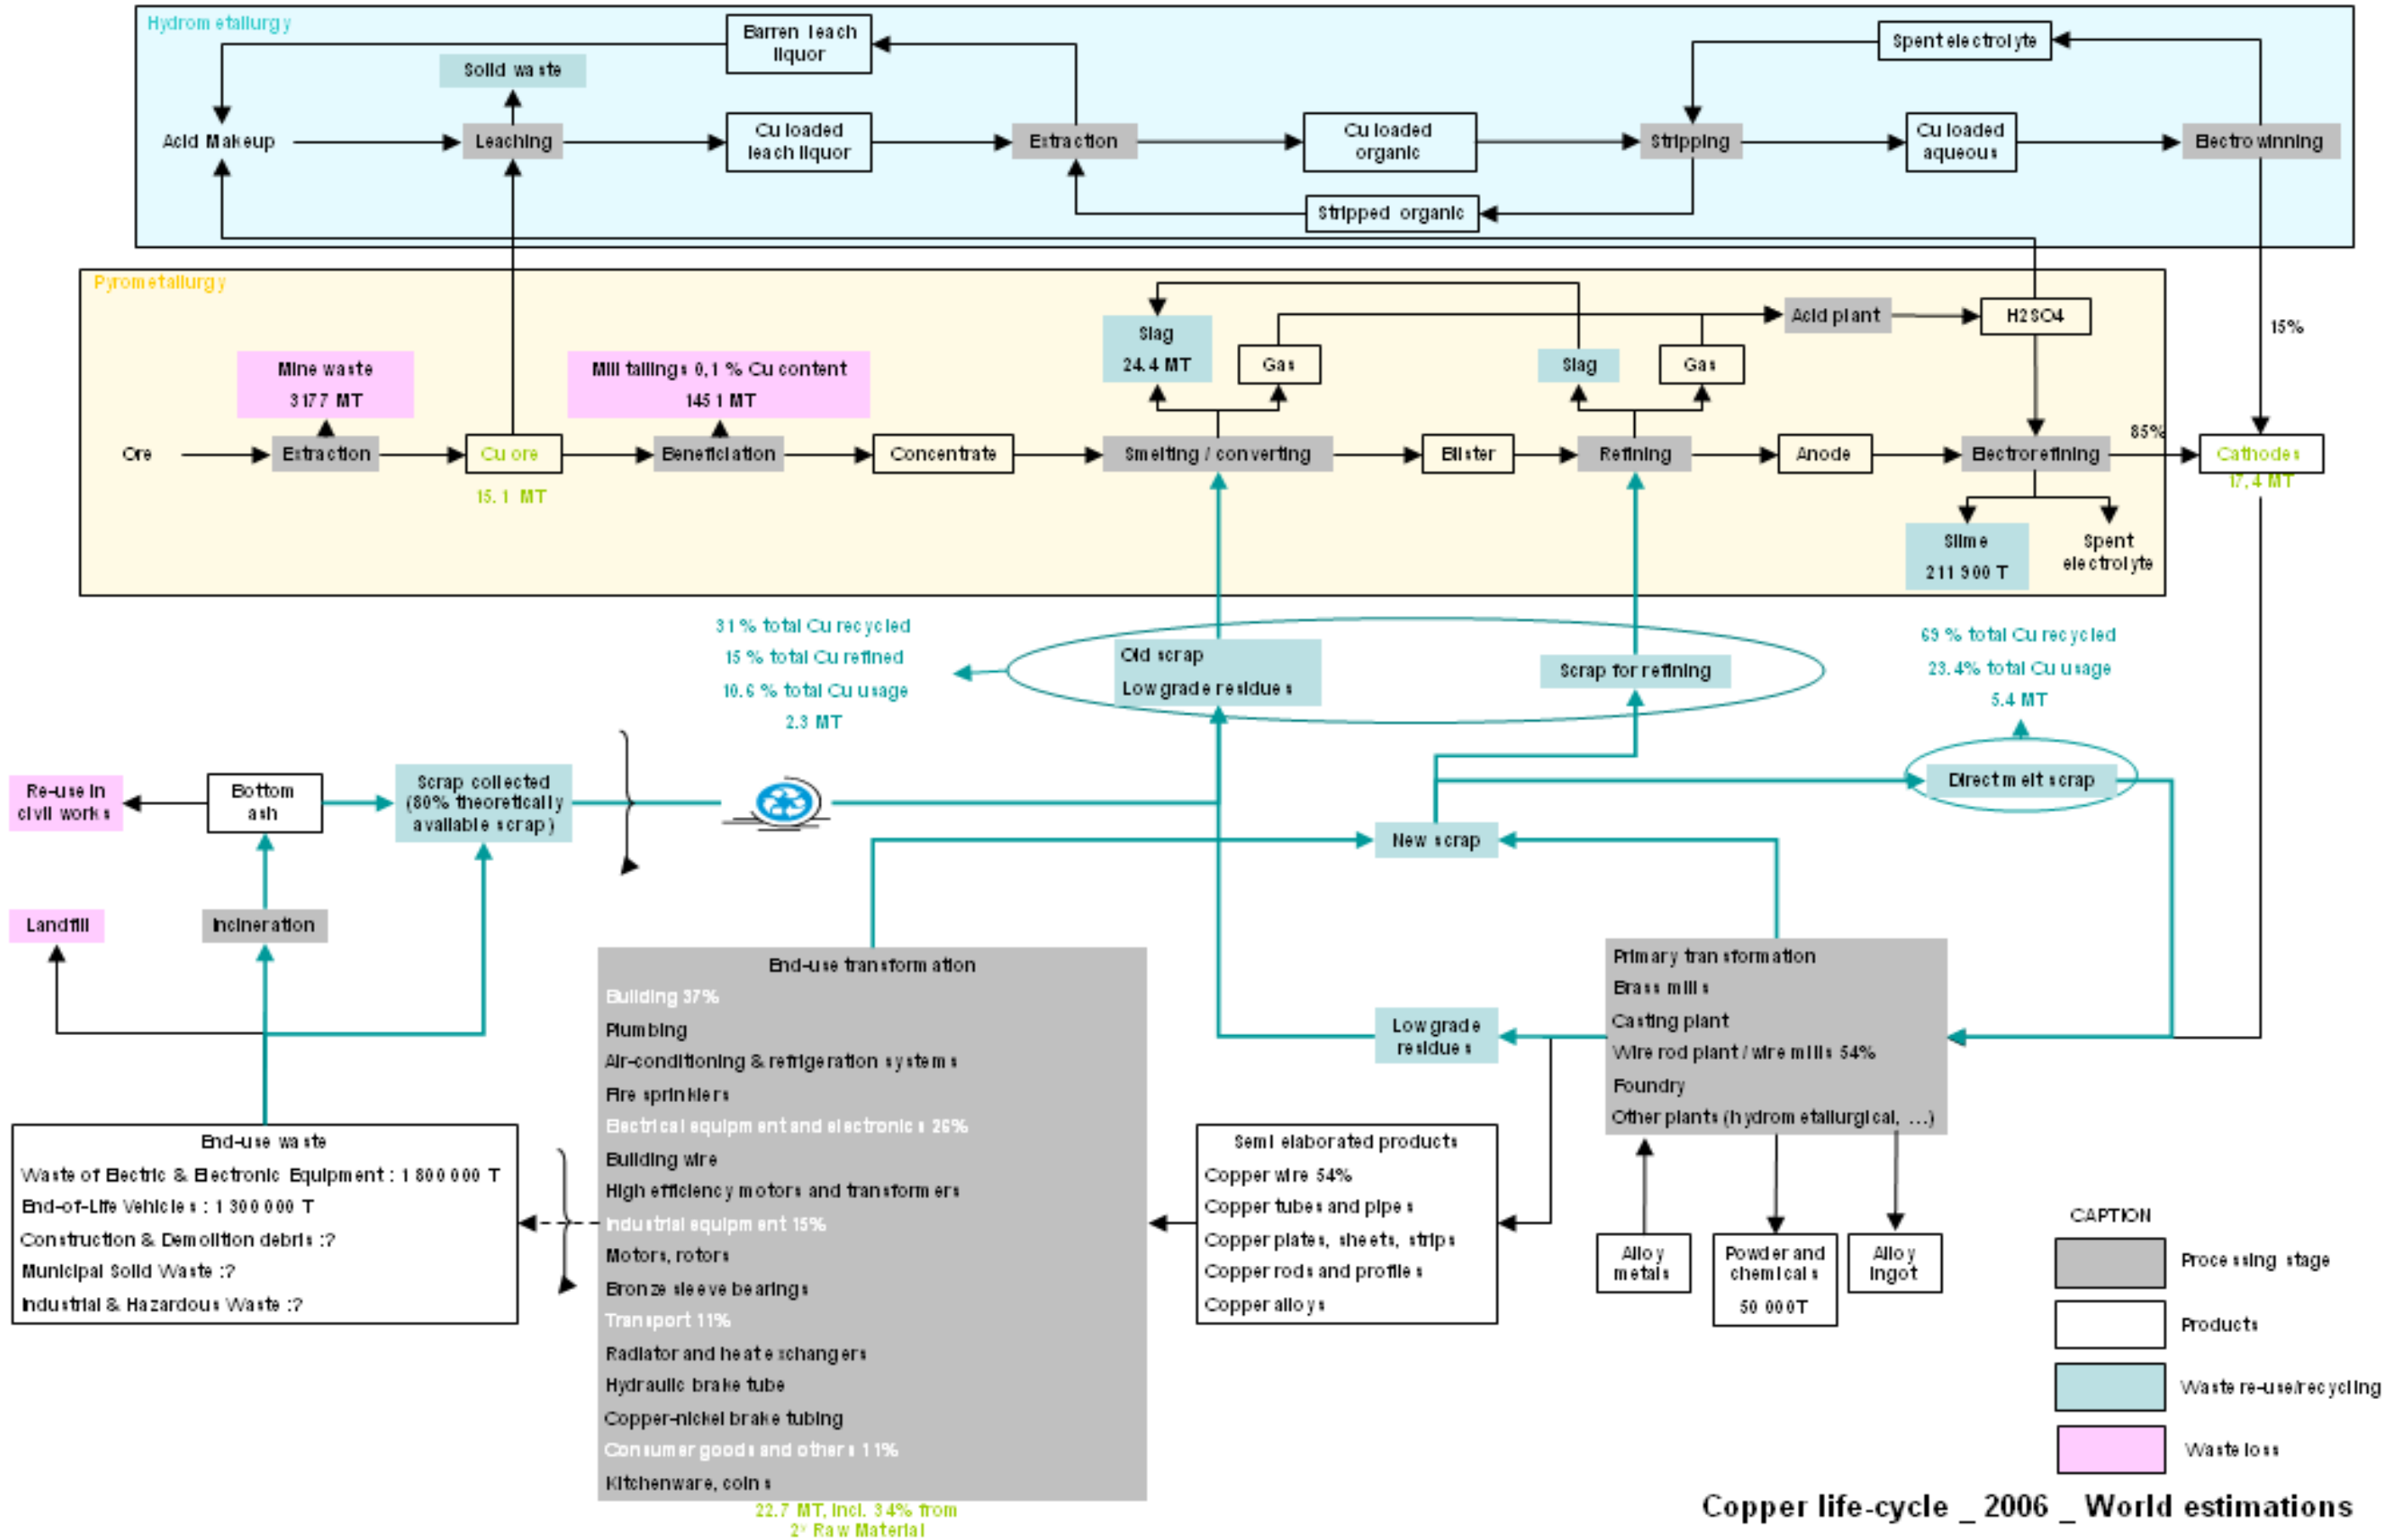 Hydrometallurgy
Barren leach
liquor
Spent electrolyte
Solid waste
Acid Makeup
Leaching
Cu loaded
leach liquor
Extraction
Cu loaded
organic
Stripping
Cu loaded
aqueous
Electrowinning
Stripped organic
Pyrometallurgy
Slag
24.4 MT
Gas
Slag
Gas
Acid plant
H2SO4
15%
Mine waste
3177 MT
Mill tailings 0,1 % Cu content
1451 MT
Ore
Extraction
Cu ore
15.1 MT
Beneficiation
Concentrate
Smelting / converting
Blister
Refining
Anode
Electrorefining
85%
Cathodes
17,4 MT
Slime
211 900 T
Spent
electrolyte
31 % total Cu recycled
15 % total Cu refined
10.6 % total Cu usage
2.3 MT
Old scrap
Low grade residues
Scrap for refining
69 % total Cu recycled
23.4% total Cu usage
5.4 MT
Re-use in
civil works
Bottom
ash
Scrap collected
(80% theoretically
available scrap)
Direct melt scrap
New scrap
Landfill
Incineration
End-use transformation
Building 37%
Plumbing
Air-conditioning & refrigeration systems
Fire sprinklers
Electrical equipment and electronics 26%
Building wire
High efficiency motors and transformers
Industrial equipment 15%
Motors, rotors
Bronze sleeve bearings
Transport 11%
Radiator and heat exchangers
Hydraulic brake tube
Copper-nickel brake tubing
Consumer goods and others 11%
Kitchenware, coins
22.7 MT, incl. 34% from
2ʸ Raw Material
Low grade
residues
Primary transformation
Brass mills
Casting plant
Wire rod plant / wire mills 54%
Foundry
Other plants (hydrometallurgical, ...)
End-use waste
Waste of Electric & Electronic Equipment : 1 800 000 T
End-of-Life Vehicles : 1 300 000 T
Construction & Demolition debris :?
Municipal Solid Waste :?
Industrial & Hazardous Waste :?
Semi elaborated products
Copper wire 54%
Copper tubes and pipes
Copper plates, sheets, strips
Copper rods and profiles
Copper alloys
Alloy
metals
Powder and
chemicals
50 000T
Alloy
ingot
CAPTION
Processing stage
Products
Waste re-use/recycling
Waste loss
Copper life-cycle _ 2006 _ World estimations